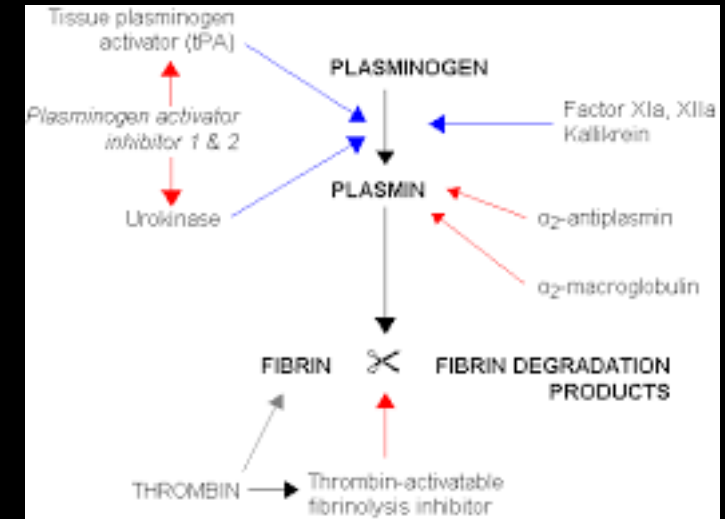 Tissue plasminogen
activator (tPA)
PLASMINOGEN
Plasminogen activator
inhibitor 1 & 2
Factor XIa, XIIa
Kallikrein
PLASMIN
Urokinase
α2-antiplasmin
α2-macroglobulin
FIBRIN
FIBRIN DEGRADATION
PRODUCTS
THROMBIN
Thrombin-activatable
fibrinolysis inhibitor